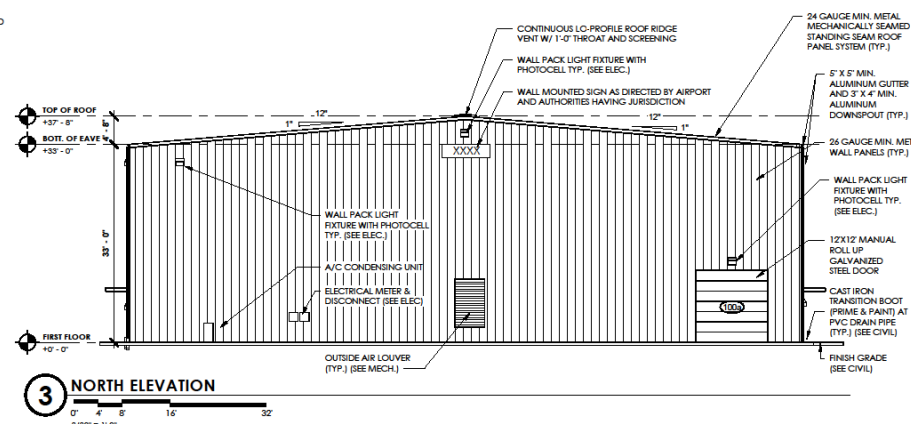 CONTINUOUS LO-PROFILE ROOF RIDGE
VENT W/ 1'-0" THROAT AND SCREENING
WALL PACK LIGHT FIXTURE WITH
PHOTOCELL TYP. (SEE ELEC.)
WALL MOUNTED SIGN AS DIRECTED BY AIRPORT
AND AUTHORITIES HAVING JURISDICTION
24 GAUGE MIN. METAL
MECHANICALLY SEAMED
STANDING SEAM ROOF
PANEL SYSTEM (TYP.)
5" X 5" MIN.
ALUMINUM GUTTER
AND 3" X 4" MIN.
ALUMINUM
DOWNSPOUT (TYP.)
TOP OF ROOF
+37' - 8"
BOTT. OF EAVE
+33' - 0"
12"
1"
12"
1"
XXXX
26 GAUGE MIN. MET
WALL PANELS (TYP.)
WALL PACK LIGHT
FIXTURE WITH
PHOTOCELL TYP.
(SEE ELEC.)
WALL PACK LIGHT
FIXTURE WITH PHOTOCELL
TYP. (SEE ELEC.)
33' - 0"
12'X12' MANUAL
ROLL UP
GALVANIZED
STEEL DOOR
A/C CONDENSING UNIT
ELECTRICAL METER &
DISCONNECT (SEE ELEC)
100a
CAST IRON
TRANSITION BOOT
(PRIME & PAINT) AT
PVC DRAIN PIPE
(TYP.) (SEE CIVIL)
FIRST FLOOR
+0' - 0"
OUTSIDE AIR LOUVER
(TYP.) (SEE MECH.)
FINISH GRADE
(SEE CIVIL)
3 NORTH ELEVATION
0" 4' 8' 16' 32'